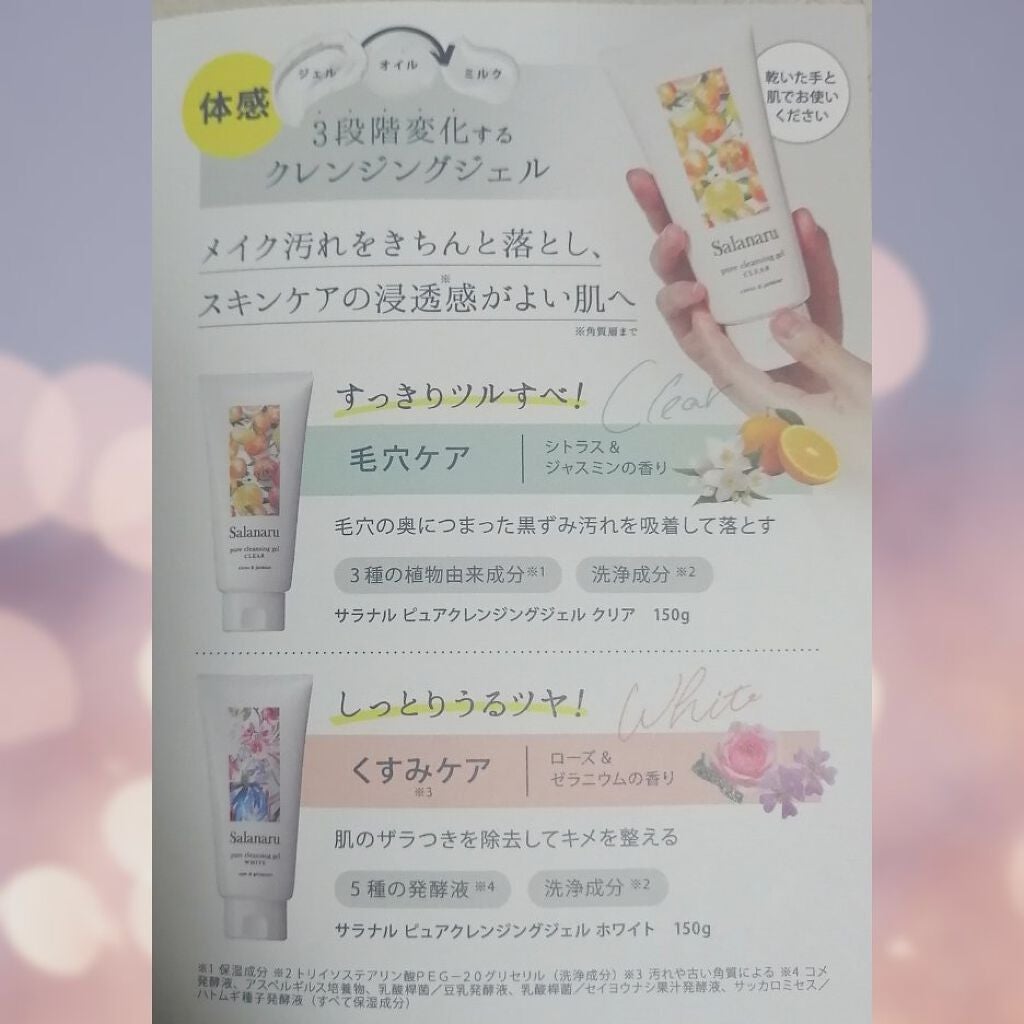 体感
ジェル
オイル
ミルク
3段階変化する
クレンジングジェル
乾いた手と
肌でお使い
ください
Salanaru
pure cleansing gel
CLEAR
citrus & jasmine
メイク汚れをきちんと落とし、
スキンケアの浸透感※がよい肌へ
※角質層まで
すっきりツルすべ!
Clear
毛穴ケア
シトラス&
ジャスミンの香り
毛穴の奥につまった黒ずみ汚れを吸着して落とす
3種の植物由来成分※1
洗浄成分※2
サラナル ピュアクレンジングジェル クリア 150g
Salanaru
pure cleansing gel
CLEAR
citrus & jasmine
しっとりうるツヤ!
White
くすみケア
※3
ローズ&
ゼラニウムの香り
肌のザラつきを除去してキメを整える
5種の発酵液※4
洗浄成分※2
サラナル ピュアクレンジングジェル ホワイト 150g
Salanaru
pure cleansing gel
WHITE
rose & geranium
※1 保湿成分 ※2 トリイソステアリン酸PEG−20グリセリル（洗浄成分）※3 汚れや古い角質による ※4 コメ
発酵液、アスペルギルス培養物、乳酸桿菌／豆乳発酵液、乳酸桿菌／セイヨウナシ果汁発酵液、サッカロミセス／
ハトムギ種子発酵液（すべて保湿成分）